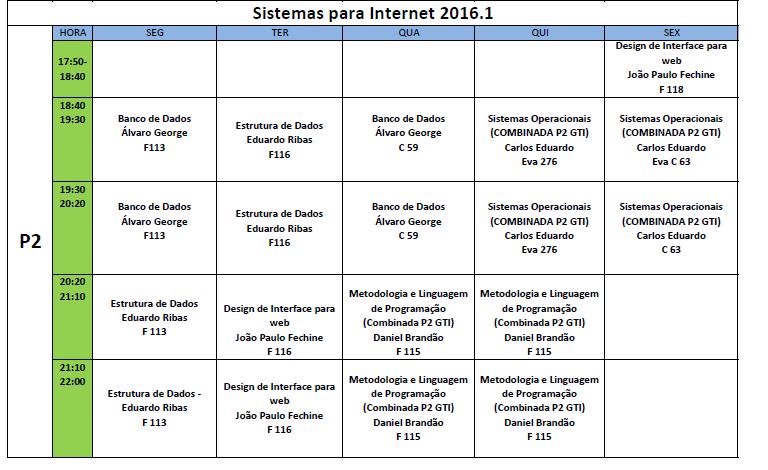 Sistemas para Internet 2016.1
HORA SEG TER QUA QUI SEX
P2
17:50-
18:40
Design de Interface para
web
João Paulo Fechine
F 118
18:40
19:30
Banco de Dados
Álvaro George
F113
Estrutura de Dados
Eduardo Ribas
F116
Banco de Dados
Álvaro George
C 59
Sistemas Operacionais
(COMBINADA P2 GTI)
Carlos Eduardo
Eva 276
Sistemas Operacionais
(COMBINADA P2 GTI)
Carlos Eduardo
Eva C 63
19:30
20:20
Banco de Dados
Álvaro George
F113
Estrutura de Dados
Eduardo Ribas
F116
Banco de Dados
Álvaro George
C 59
Sistemas Operacionais
(COMBINADA P2 GTI)
Carlos Eduardo
Eva 276
Sistemas Operacionais
(COMBINADA P2 GTI)
Carlos Eduardo
C 63
20:20
21:10
Estrutura de Dados
Eduardo Ribas
F 113
Design de Interface para
web
João Paulo Fechine
F 116
Metodologia e Linguagem
de Programação
(Combinada P2 GTI)
Daniel Brandão
F 115
Metodologia e Linguagem
de Programação
(Combinada P2 GTI)
Daniel Brandão
F 115
21:10
22:00
Estrutura de Dados -
Eduardo Ribas
F 113
Design de Interface para
web
João Paulo Fechine
F 116
Metodologia e Linguagem
de Programação
(Combinada P2 GTI)
Daniel Brandão
F 115
Metodologia e Linguagem
de Programação
(Combinada P2 GTI)
Daniel Brandão
F 115